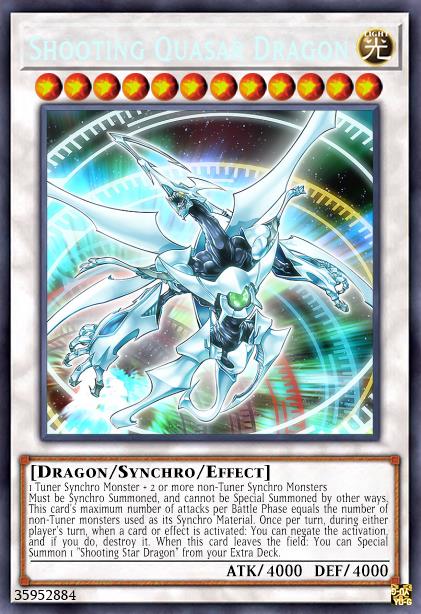 Shooting Quasar Dragon
LIGHT
光
[Dragon/Synchro/Effect]
1 Tuner Synchro Monster + 2 or more non-Tuner Synchro Monsters
Must be Synchro Summoned, and cannot be Special Summoned by other ways.
This card's maximum number of attacks per Battle Phase equals the number of
non-Tuner monsters used as its Synchro Material. Once per turn, during either
player's turn, when a card or effect is activated: You can negate the activation,
and if you do, destroy it. When this card leaves the field: You can Special
Summon 1 "Shooting Star Dragon" from your Extra Deck.
ATK/4000 DEF/4000
35952884